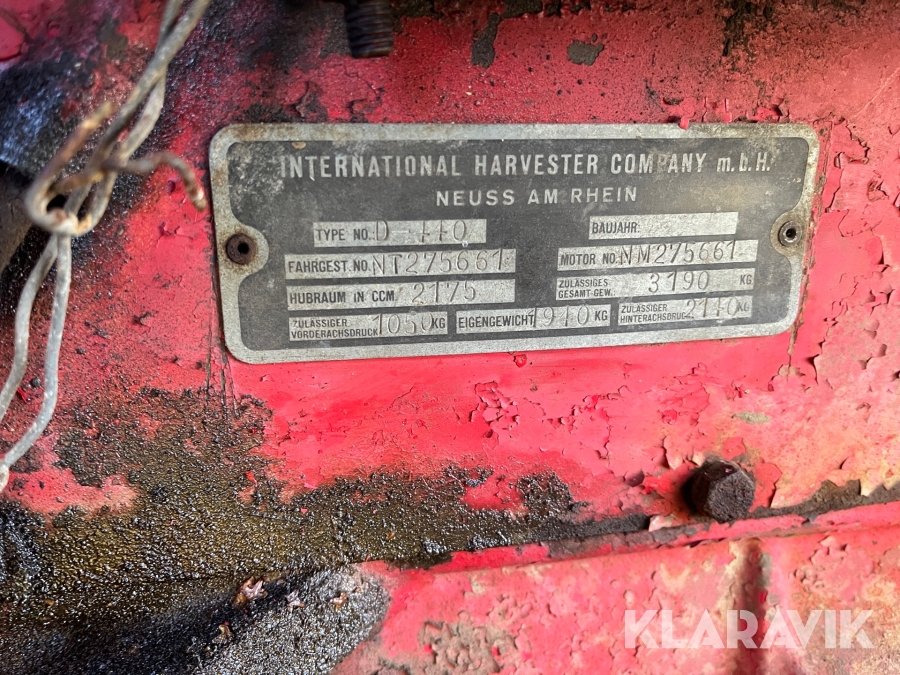 INTERNATIONAL HARVESTER COMPANY m.b.H.
NEUSS AM RHEIN
TYPE NO. D-440 BAUJAHR:
FAHRGEST. NO. NT275661 MOTOR NO. NM275661
HUBRAUM IN CCM. 2175 ZULÄSSIGES GESAMT-GEW. 3190 KG
ZULÄSSIGER VORDERACHSDRUCK 1050 KG EIGENGEWICHT 1940 KG ZULÄSSIGER HINTERACHSDRUCK 2140 KG
KLARAVIK